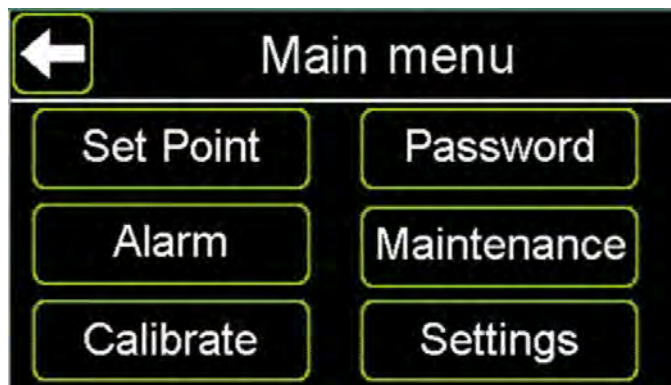 Main menu
Set Point
Password
Alarm
Maintenance
Calibrate
Settings